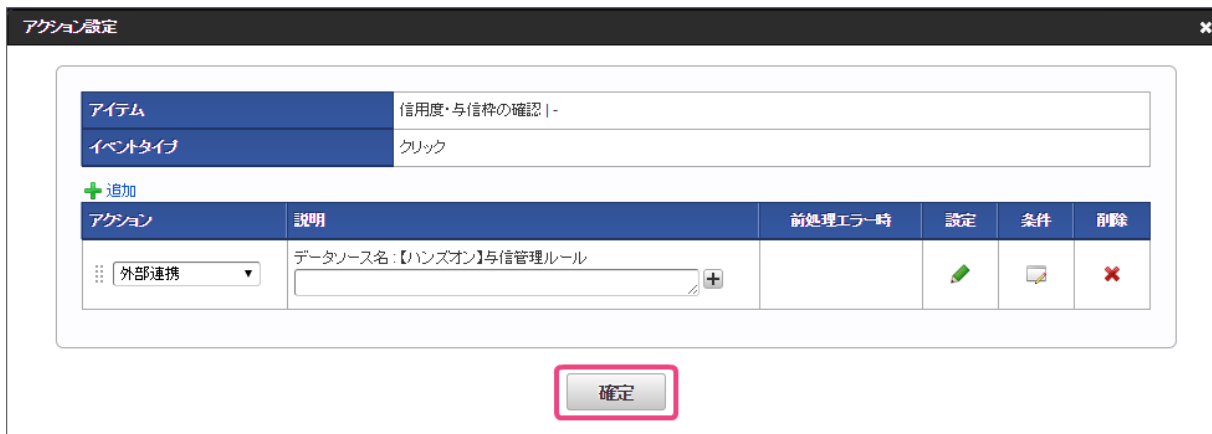 アクション設定
アイテム 信用度・与信枠の確認 | -
イベントタイプ クリック
追加
アクション 説明 前処理エラー時 設定 条件 削除
外部連携 データソース名 : 【ハンズオン】与信管理ルール
確定